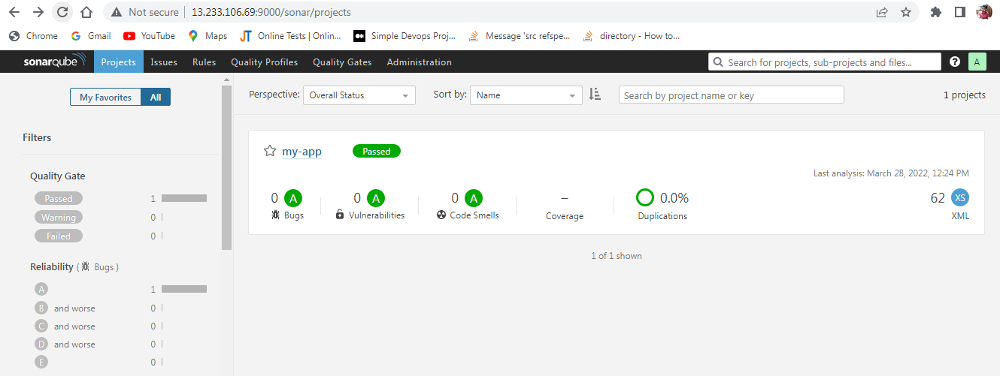 Not secure | 13.233.106.69:9000/sonar/projects
Chrome Gmail YouTube Maps Online Tests | Onlin... Simple Devops Proj... Message 'src refspe... directory - How to...
sonarqube Projects Issues Rules Quality Profiles Quality Gates Administration Search for projects, sub-projects and files... ? A
My Favorites All
Perspective: Overall Status Sort by: Name Search by project name or key 1 projects
Filters
Quality Gate
Passed 1
Warning 0
Failed 0
Reliability ( Bugs )
A 1
B and worse 0
C and worse 0
D and worse 0
E 0
my-app Passed
Last analysis: March 28, 2022, 12:24 PM
0 A 0 A 0 A – 0.0% 62 XS
Bugs Vulnerabilities Code Smells Coverage Duplications XML
1 of 1 shown